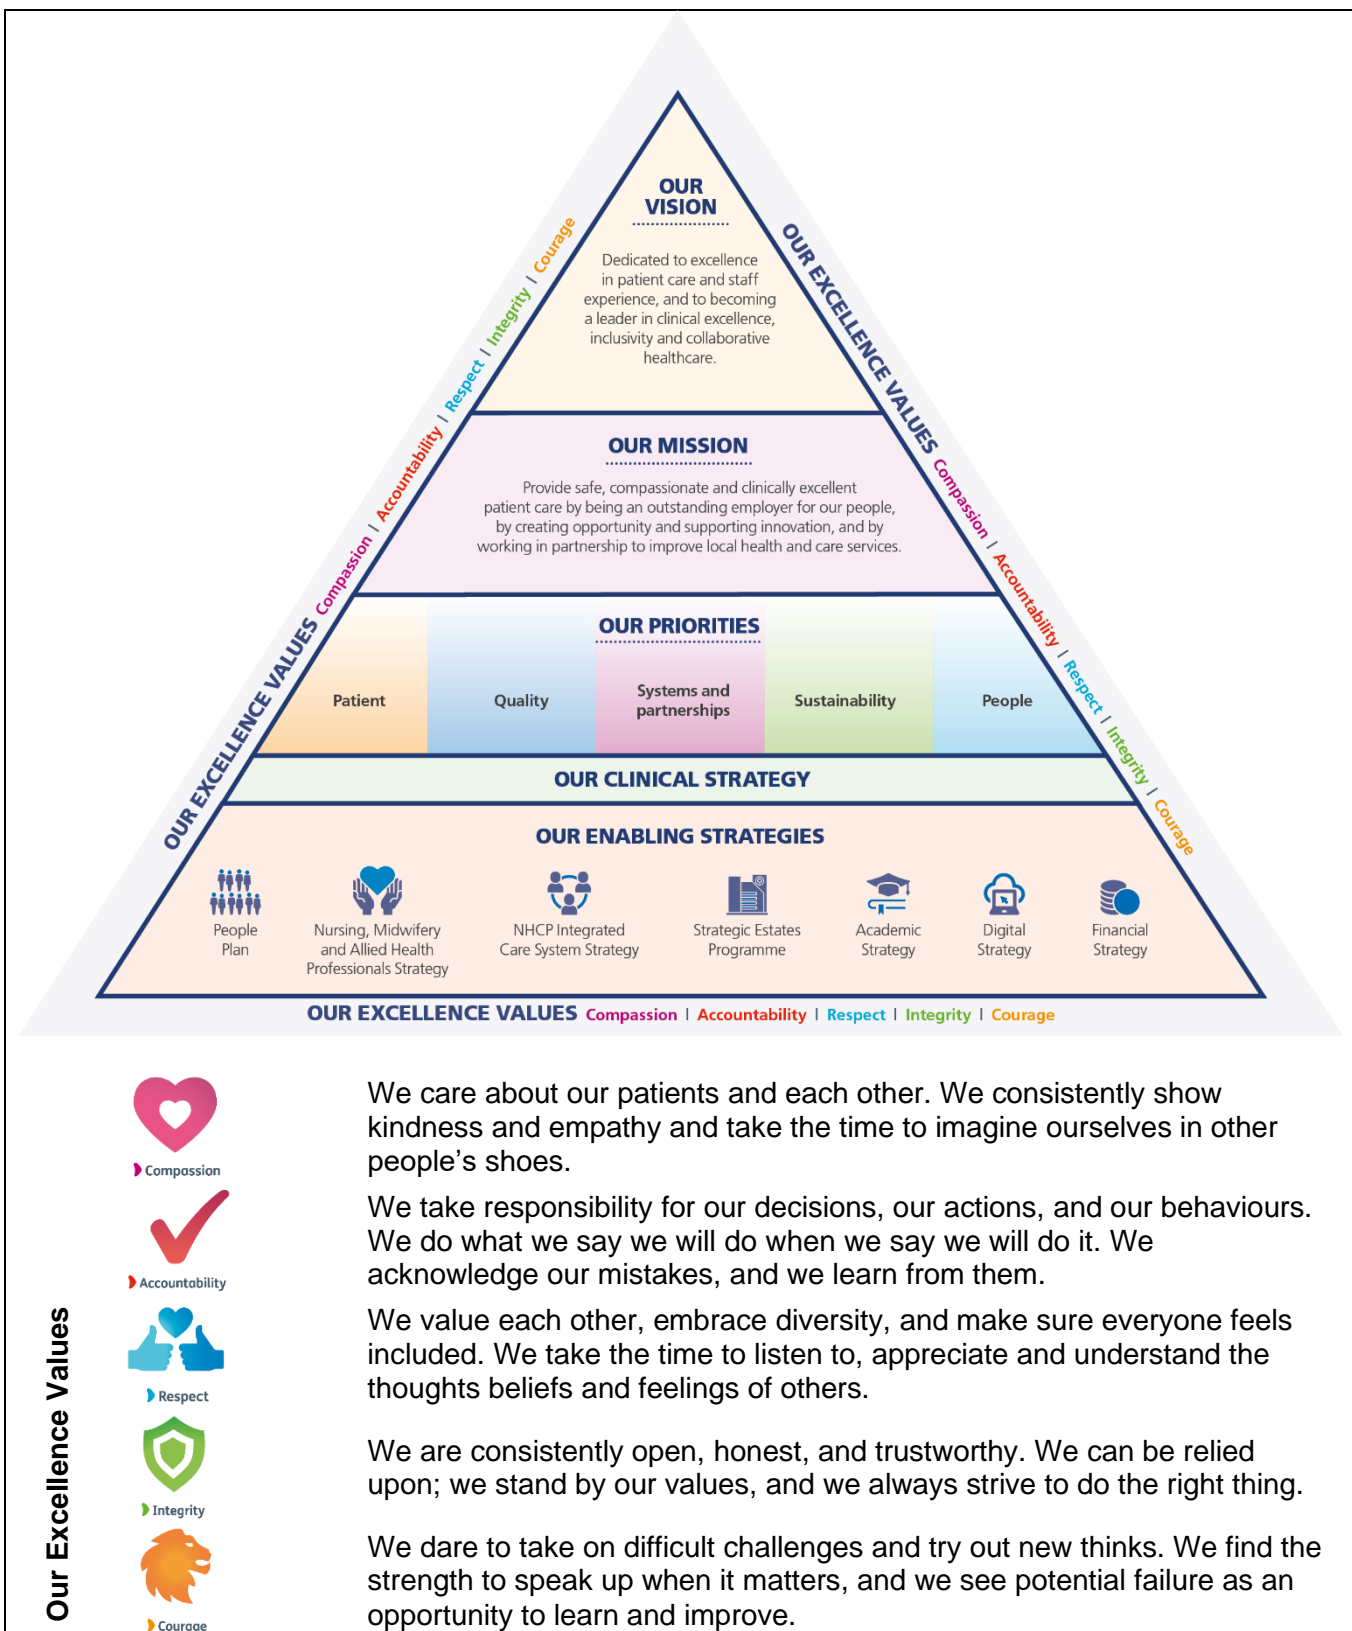 OUR
VISION
Dedicated to excellence
in patient care and staff
experience, and to becoming
a leader in clinical excellence,
inclusivity and collaborative
healthcare.
OUR MISSION
Provide safe, compassionate and clinically excellent
patient care by being an outstanding employer for our people,
by creating opportunity and supporting innovation, and by
working in partnership to improve local health and care services.
OUR PRIORITIES
Patient
Quality
Systems and
partnerships
Sustainability
People
OUR CLINICAL STRATEGY
OUR ENABLING STRATEGIES
People
Plan
Nursing, Midwifery
and Allied Health
Professionals Strategy
NHCP Integrated
Care System Strategy
Strategic Estates
Programme
Academic
Strategy
Digital
Strategy
Financial
Strategy
OUR EXCELLENCE VALUES Compassion | Accountability | Respect | Integrity | Courage
OUR EXCELLENCE VALUES Compassion | Accountability | Respect | Integrity | Courage
OUR EXCELLENCE VALUES Compassion | Accountability | Respect | Integrity | Courage
Our Excellence Values
Compassion
We care about our patients and each other. We consistently show
kindness and empathy and take the time to imagine ourselves in other
people's shoes.
Accountability
We take responsibility for our decisions, our actions, and our behaviours.
We do what we say we will do when we say we will do it. We
acknowledge our mistakes, and we learn from them.
Respect
We value each other, embrace diversity, and make sure everyone feels
included. We take the time to listen to, appreciate and understand the
thoughts beliefs and feelings of others.
Integrity
We are consistently open, honest, and trustworthy. We can be relied
upon; we stand by our values, and we always strive to do the right thing.
Courage
We dare to take on difficult challenges and try out new thinks. We find the
strength to speak up when it matters, and we see potential failure as an
opportunity to learn and improve.